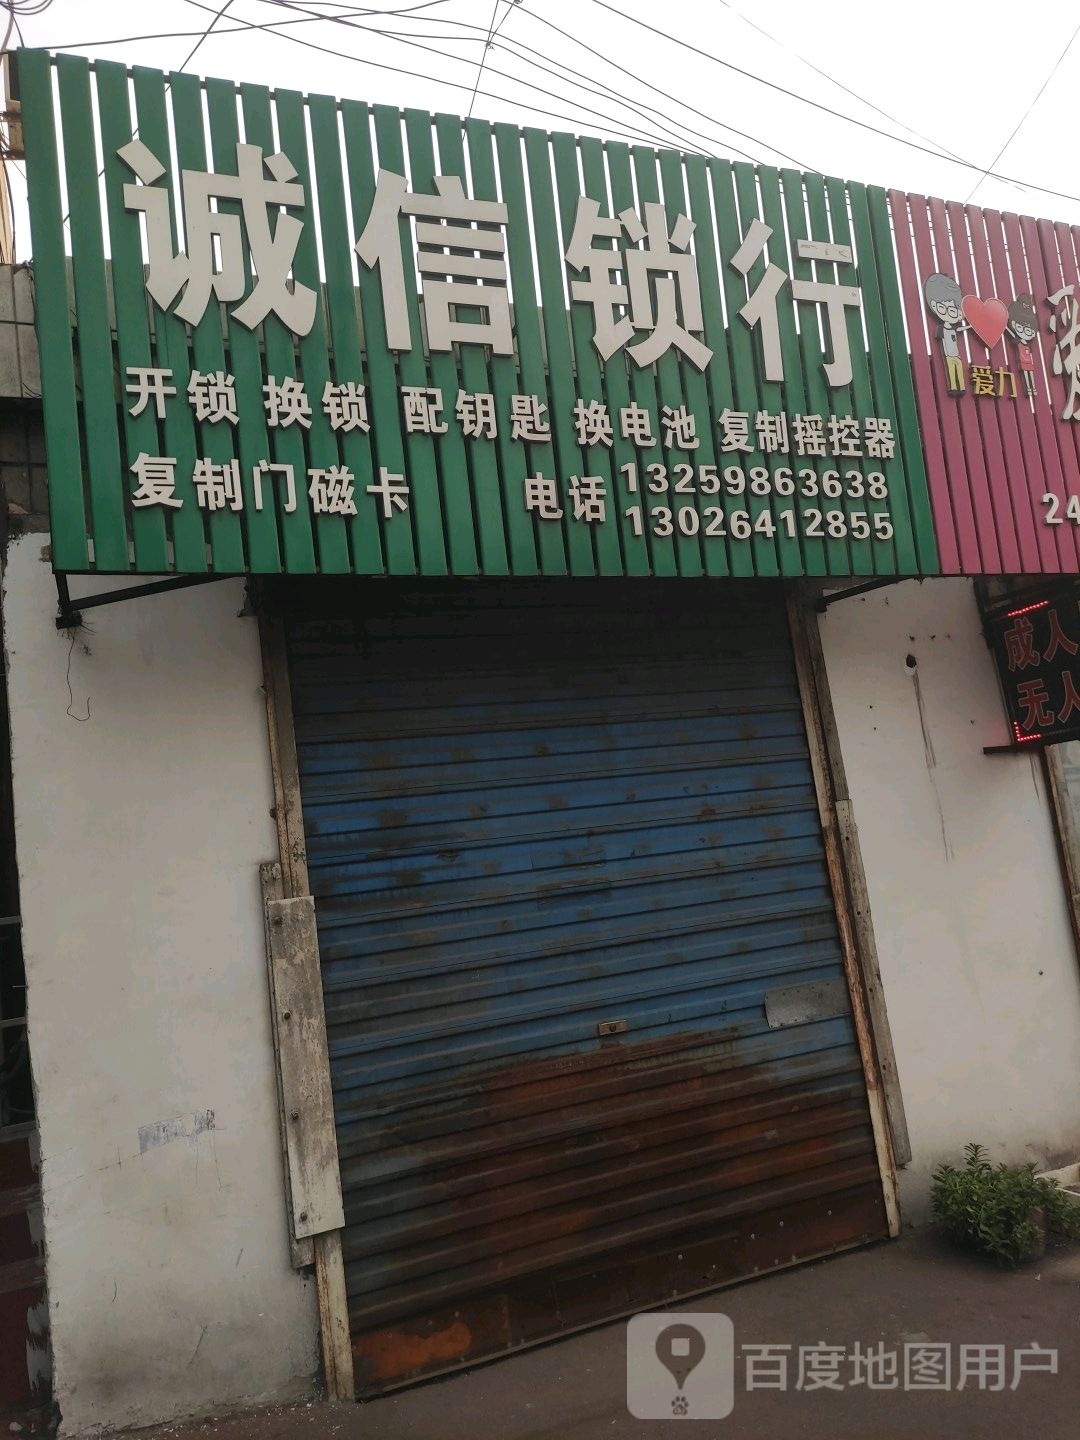 诚信锁行
开锁 换锁 配钥匙 换电池 复制摇控器
复制门磁卡 电话 13259863638
13026412855
爱力
爱
24
成人
无人
百度地图用户